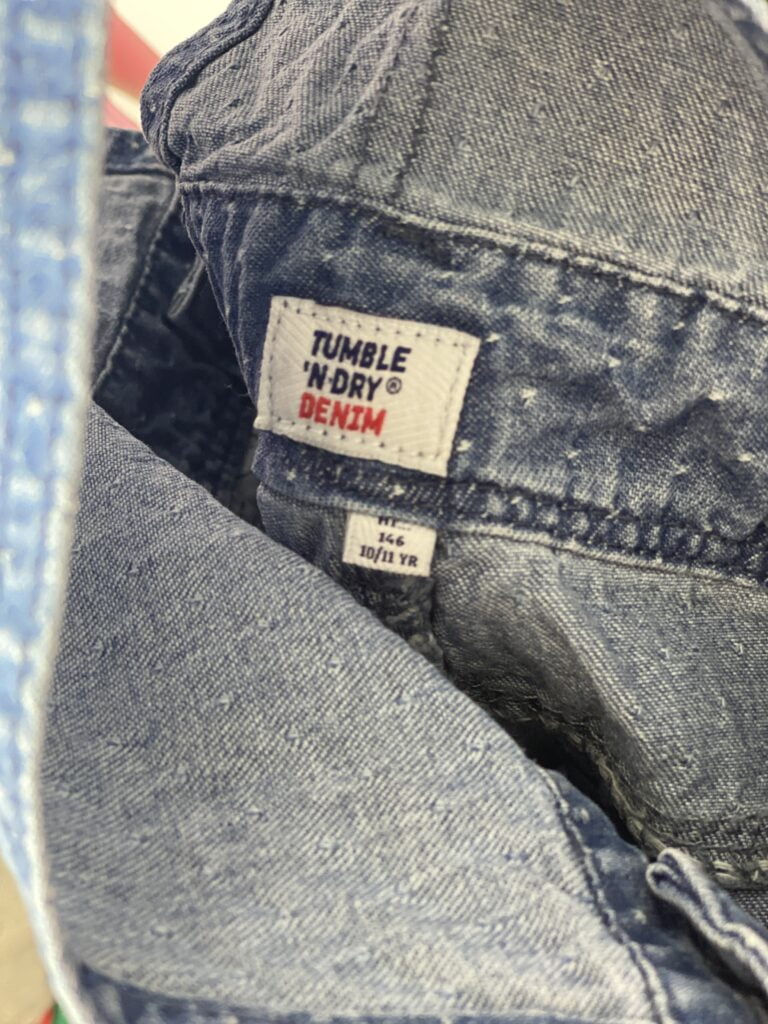 TUMBLE
'N·DRY®
DENIM
146
10/11 YR